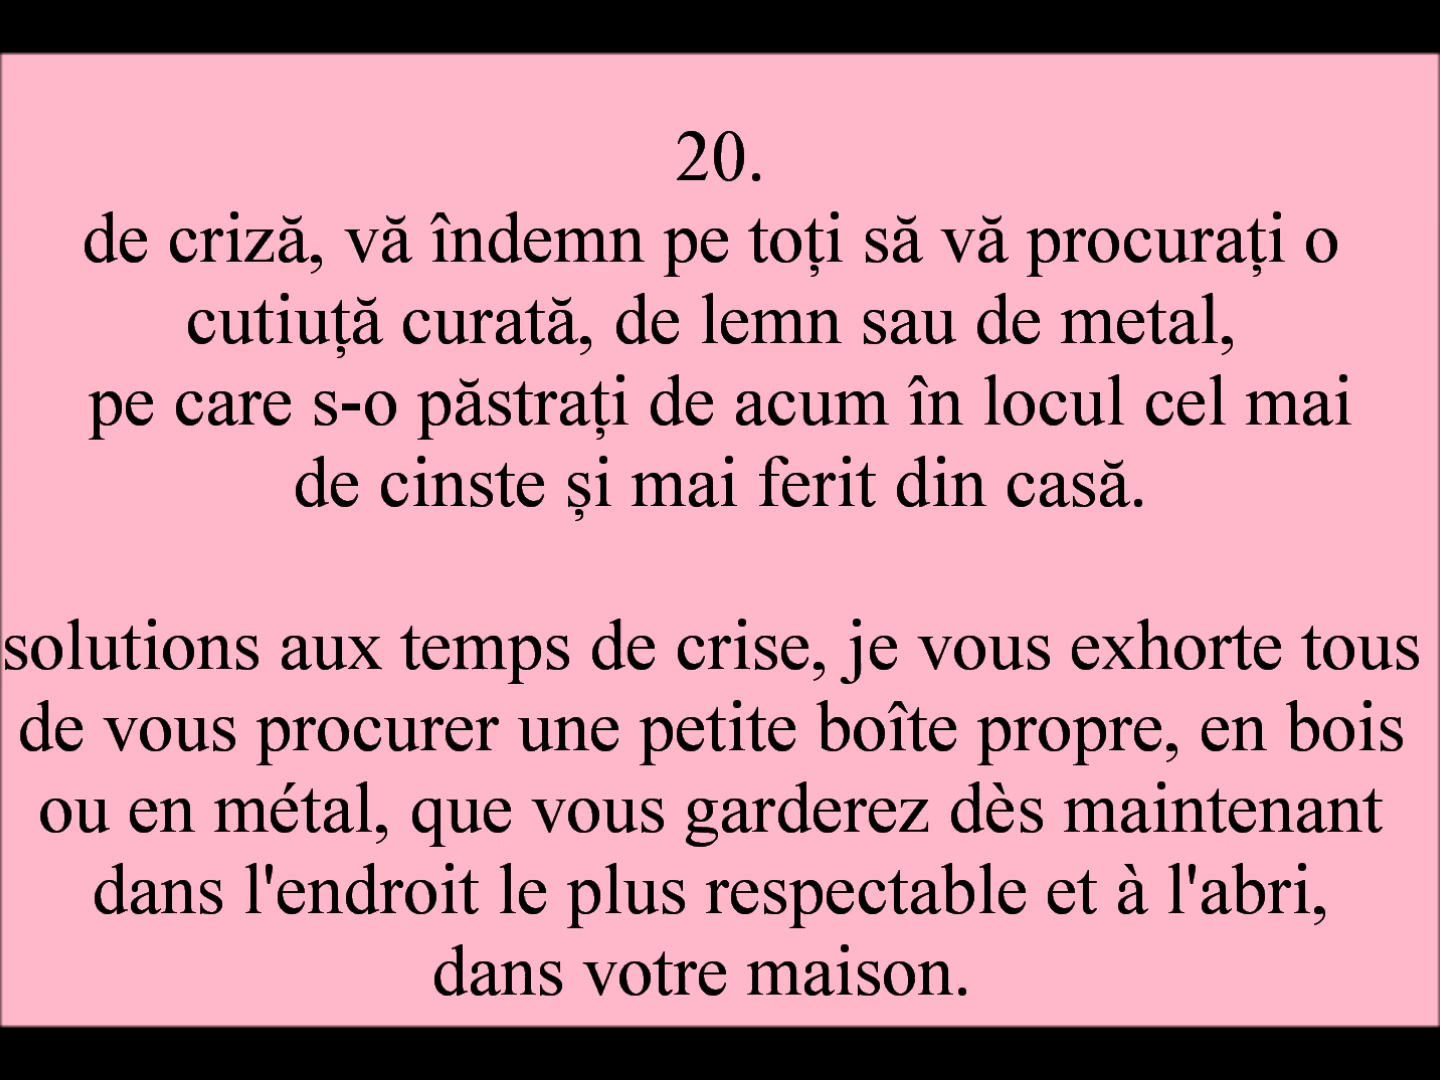 20.
de criză, vă îndemn pe toți să vă procurați o
cutiuță curată, de lemn sau de metal,
pe care s-o păstrați de acum în locul cel mai
de cinste și mai ferit din casă.
solutions aux temps de crise, je vous exhorte tous
de vous procurer une petite boîte propre, en bois
ou en métal, que vous garderez dès maintenant
dans l'endroit le plus respectable et à l'abri,
dans votre maison.